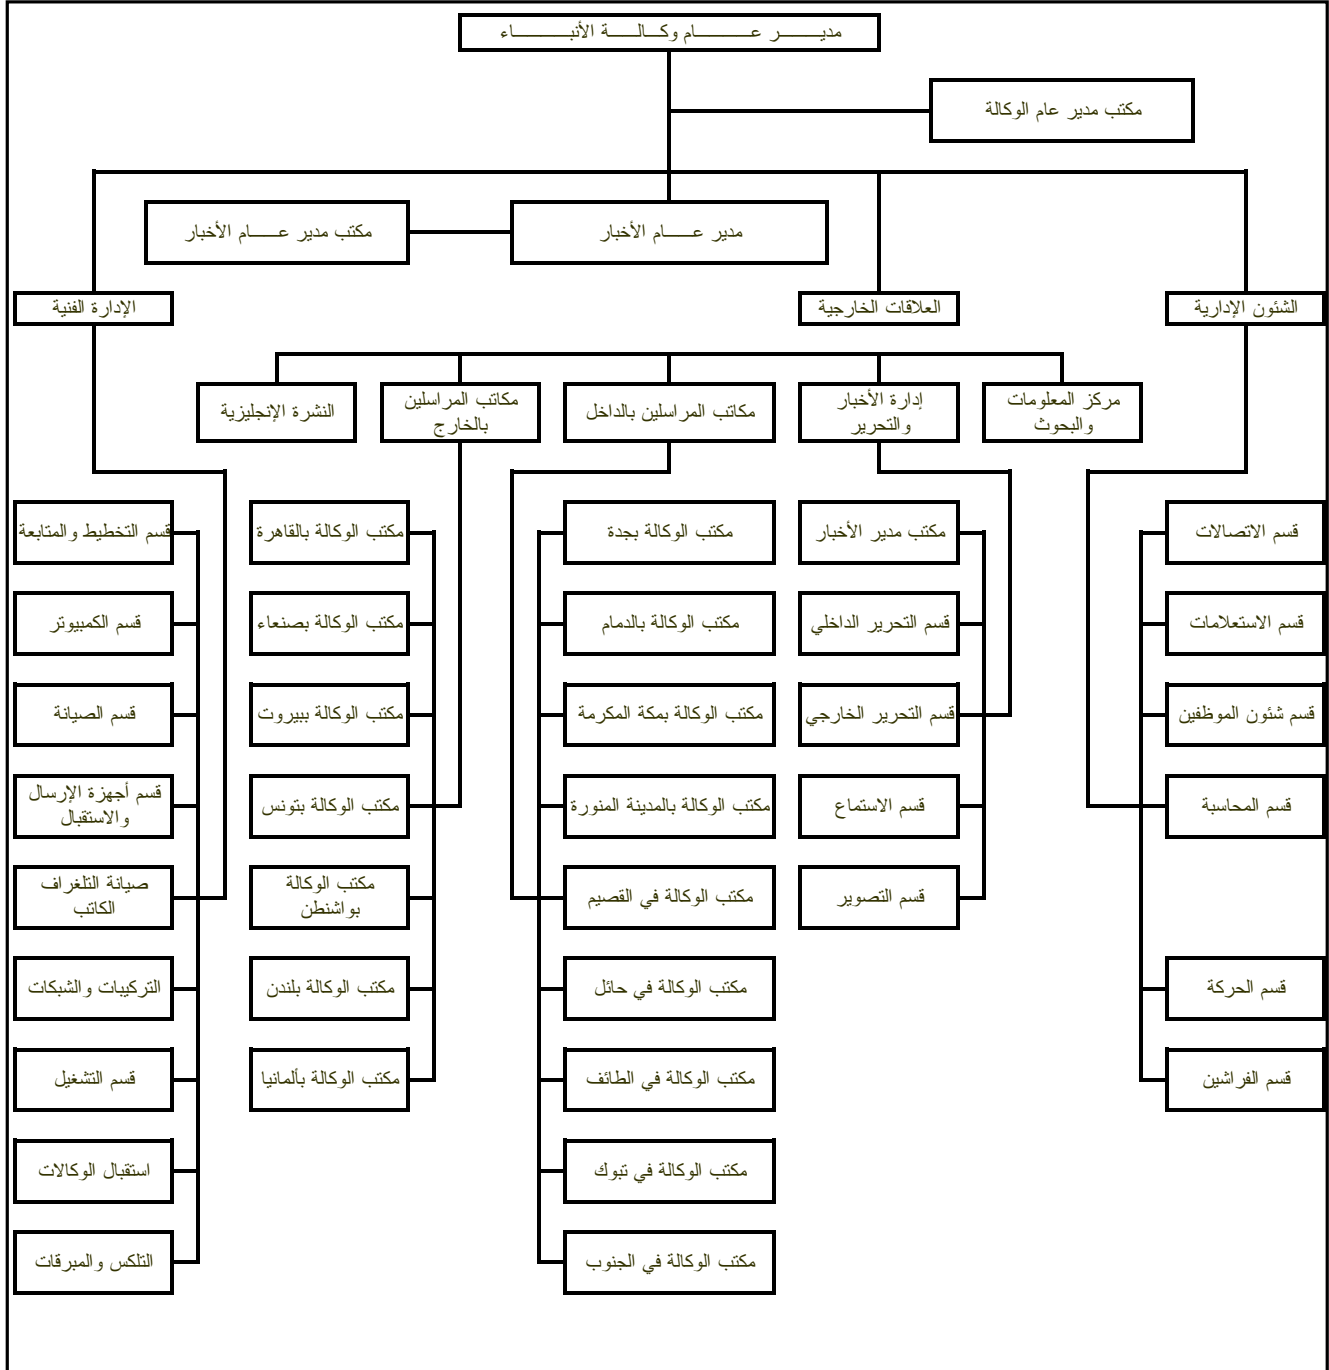 مديــــــر عــــــــام وكـــالـــــة الأنبــــــــــاء
مكتب مدير عام الوكالة
مدير عـــــام الأخبار
مكتب مدير عـــــام الأخبار
الشئون الإدارية
العلاقات الخارجية
الإدارة الفنية
مركز المعلومات
والبحوث
إدارة الأخبار
والتحرير
مكاتب المراسلين بالداخل
مكاتب المراسلين
بالخارج
النشرة الإنجليزية
قسم الاتصالات
مكتب مدير الأخبار
مكتب الوكالة بجدة
مكتب الوكالة بالقاهرة
قسم التخطيط والمتابعة
قسم الاستعلامات
قسم التحرير الداخلي
مكتب الوكالة بالدمام
مكتب الوكالة بصنعاء
قسم الكمبيوتر
قسم شئون الموظفين
قسم التحرير الخارجي
مكتب الوكالة بمكة المكرمة
مكتب الوكالة ببيروت
قسم الصيانة
قسم المحاسبة
قسم الاستماع
مكتب الوكالة بالمدينة المنورة
مكتب الوكالة بتونس
قسم أجهزة الإرسال
والاستقبال
قسم التصوير
مكتب الوكالة في القصيم
مكتب الوكالة
بواشنطن
صيانة التلغراف
الكاتب
قسم الحركة
مكتب الوكالة في حائل
مكتب الوكالة بلندن
التركيبات والشبكات
قسم الفراشين
مكتب الوكالة في الطائف
مكتب الوكالة بألمانيا
قسم التشغيل
مكتب الوكالة في تبوك
استقبال الوكالات
مكتب الوكالة في الجنوب
التلكس والمبرقات